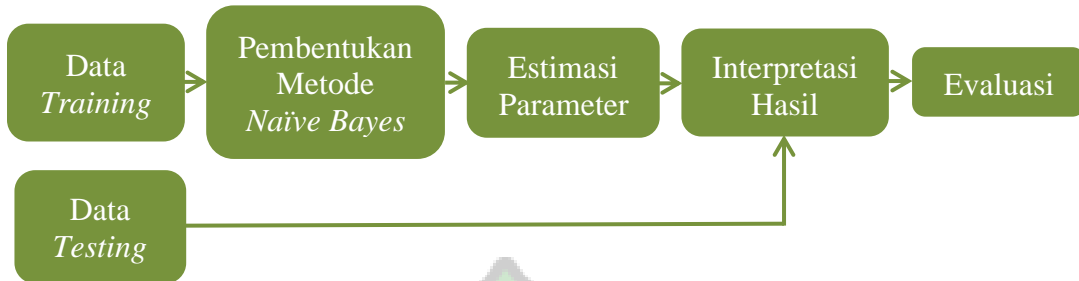 Data
Training
Pembentukan
Metode
Naïve Bayes
Estimasi
Parameter
Interpretasi
Hasil
Evaluasi
Data
Testing